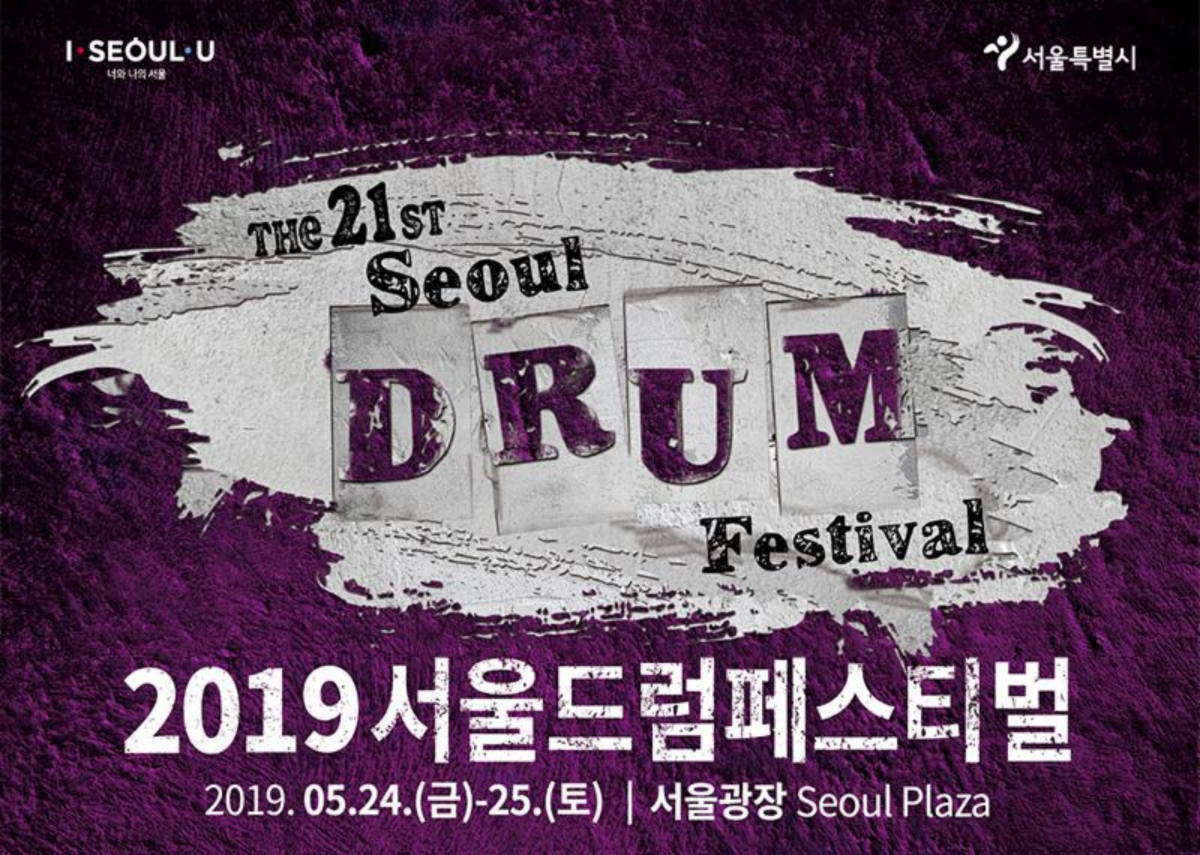 I·SEOUL·U
너와 나의 서울
서울특별시
THE 21ST
Seoul
DRUM
Festival
2019 서울드럼페스티벌
2019. 05.24.(금)-25.(토) | 서울광장 Seoul Plaza